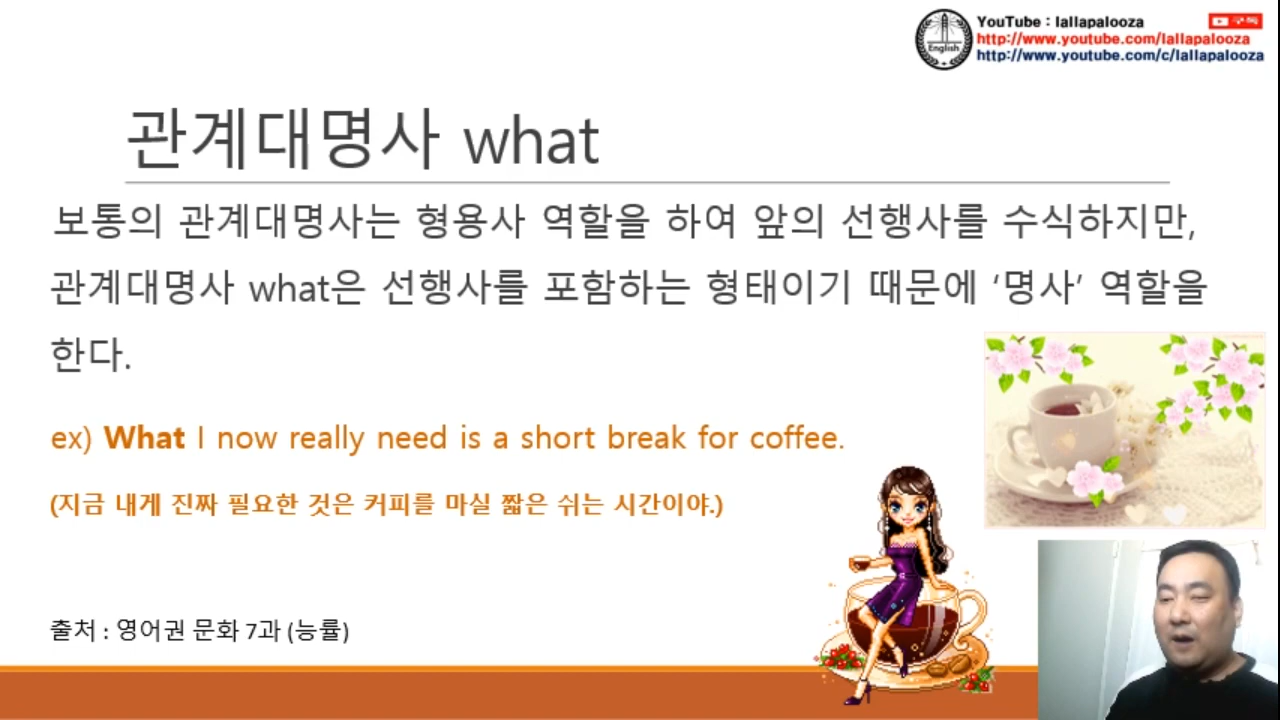 YouTube : lallapalooza
구독
http://www.youtube.com/lallapalooza
http://www.youtube.com/c/lallapalooza
English
관계대명사 what
보통의 관계대명사는 형용사 역할을 하여 앞의 선행사를 수식하지만,
관계대명사 what은 선행사를 포함하는 형태이기 때문에 ‘명사’ 역할을
한다.
ex) What I now really need is a short break for coffee.
(지금 내게 진짜 필요한 것은 커피를 마실 짧은 쉬는 시간이야.)
출처 : 영어권 문화 7과 (능률)